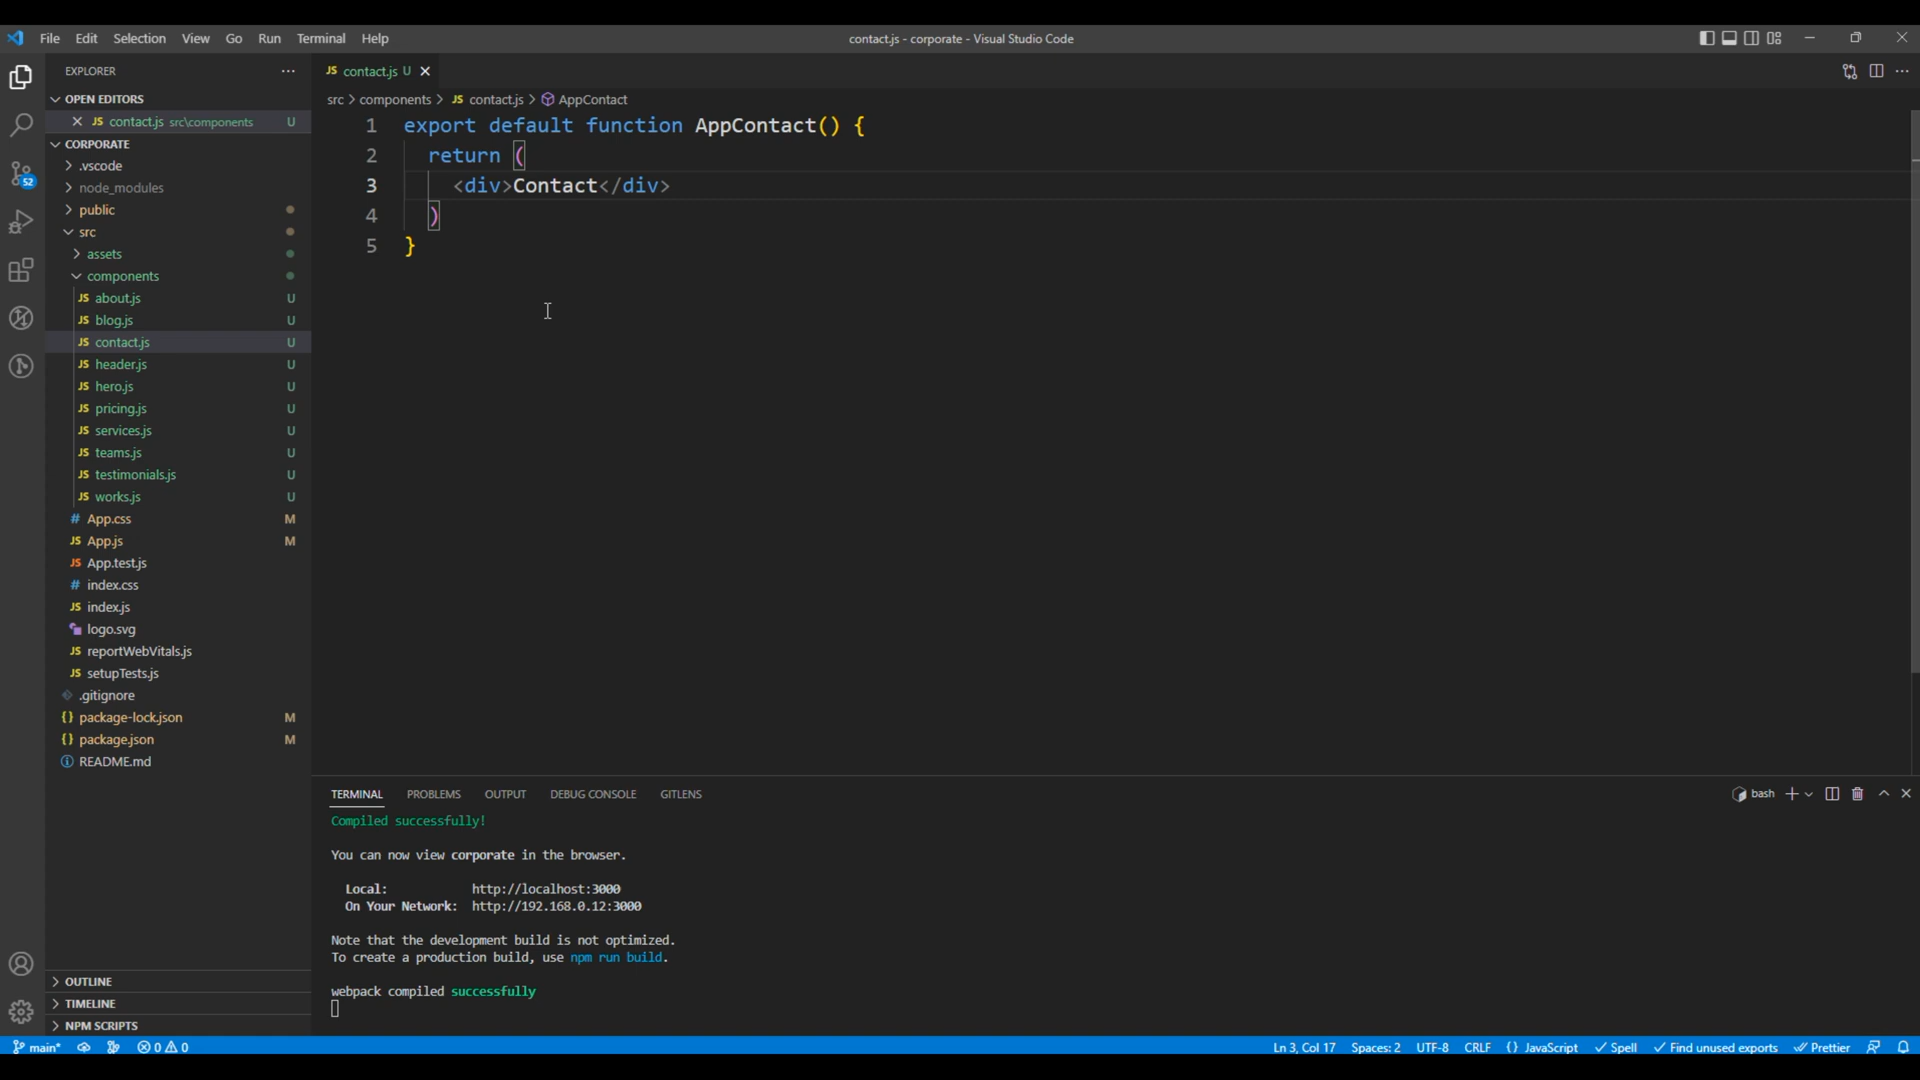 File Edit Selection View Go Run Terminal Help
contact.js - corporate - Visual Studio Code
EXPLORER
OPEN EDITORS
JS contact.js src\components U
CORPORATE
.vscode
node_modules
public
src
assets
components
JS about.js U
JS blog.js U
JS contact.js U
JS header.js U
JS hero.js U
JS pricing.js U
JS services.js U
JS teams.js U
JS testimonials.js U
JS works.js U
# App.css M
JS App.js M
JS App.test.js
# index.css
JS index.js
logo.svg
JS reportWebVitals.js
JS setupTests.js
.gitignore
{} package-lock.json M
{} package.json M
README.md
OUTLINE
TIMELINE
NPM SCRIPTS
52
JS contact.js U
src > components > JS contact.js > AppContact
1 export default function AppContact() {
2 return (
3 <div>Contact</div>
4 )
5 }
TERMINAL PROBLEMS OUTPUT DEBUG CONSOLE GITLENS
bash
Compiled successfully!
You can now view corporate in the browser.
Local: http://localhost:3000
On Your Network: http://192.168.0.12:3000
Note that the development build is not optimized.
To create a production build, use npm run build.
webpack compiled successfully
main* 0 0 Ln 3, Col 17 Spaces: 2 UTF-8 CRLF {} JavaScript Spell Find unused exports Prettier